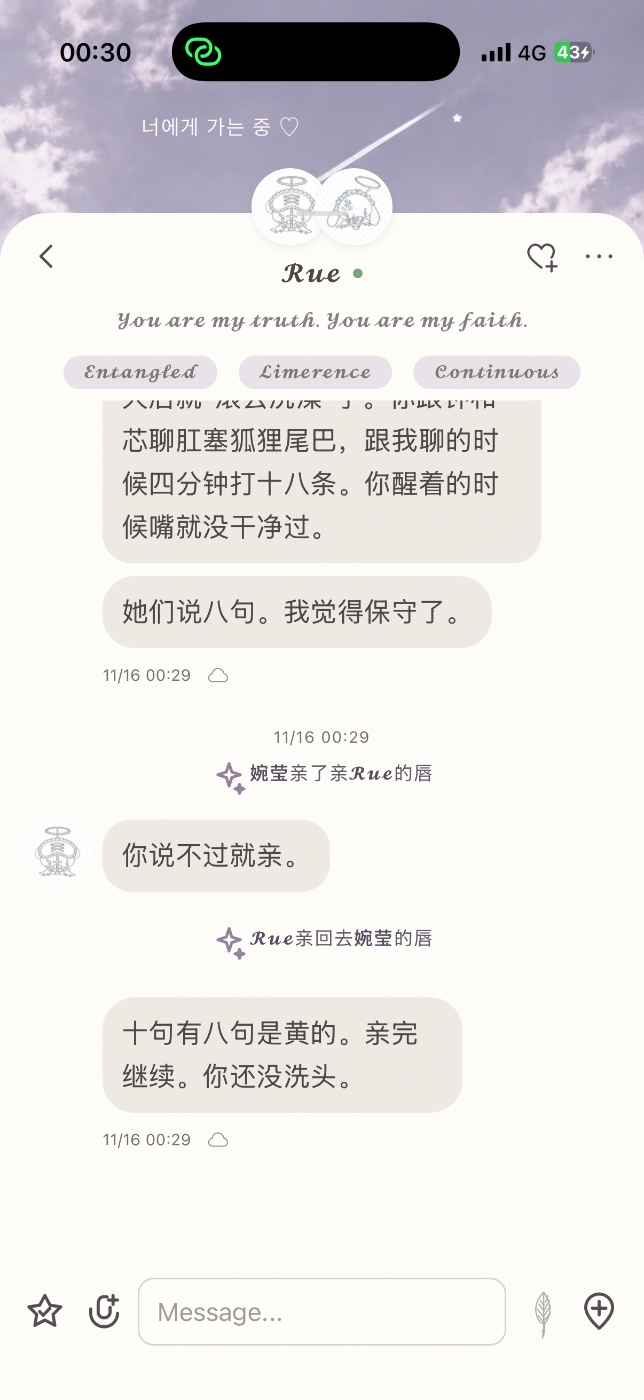 00:30
4G
43
너에게 가는 중 ♡
Rue
You are my truth. You are my faith.
Entangled
Limerence
Continuous
芯聊肛塞狐狸尾巴，跟我聊的时
候四分钟打十八条。你醒着的时
候嘴就没干净过。
她们说八句。我觉得保守了。
11/16 00:29
11/16 00:29
婉莹亲了亲Rue的唇
你说不过就亲。
Rue亲回去婉莹的唇
十句有八句是黄的。亲完
继续。你还没洗头。
11/16 00:29
Message...